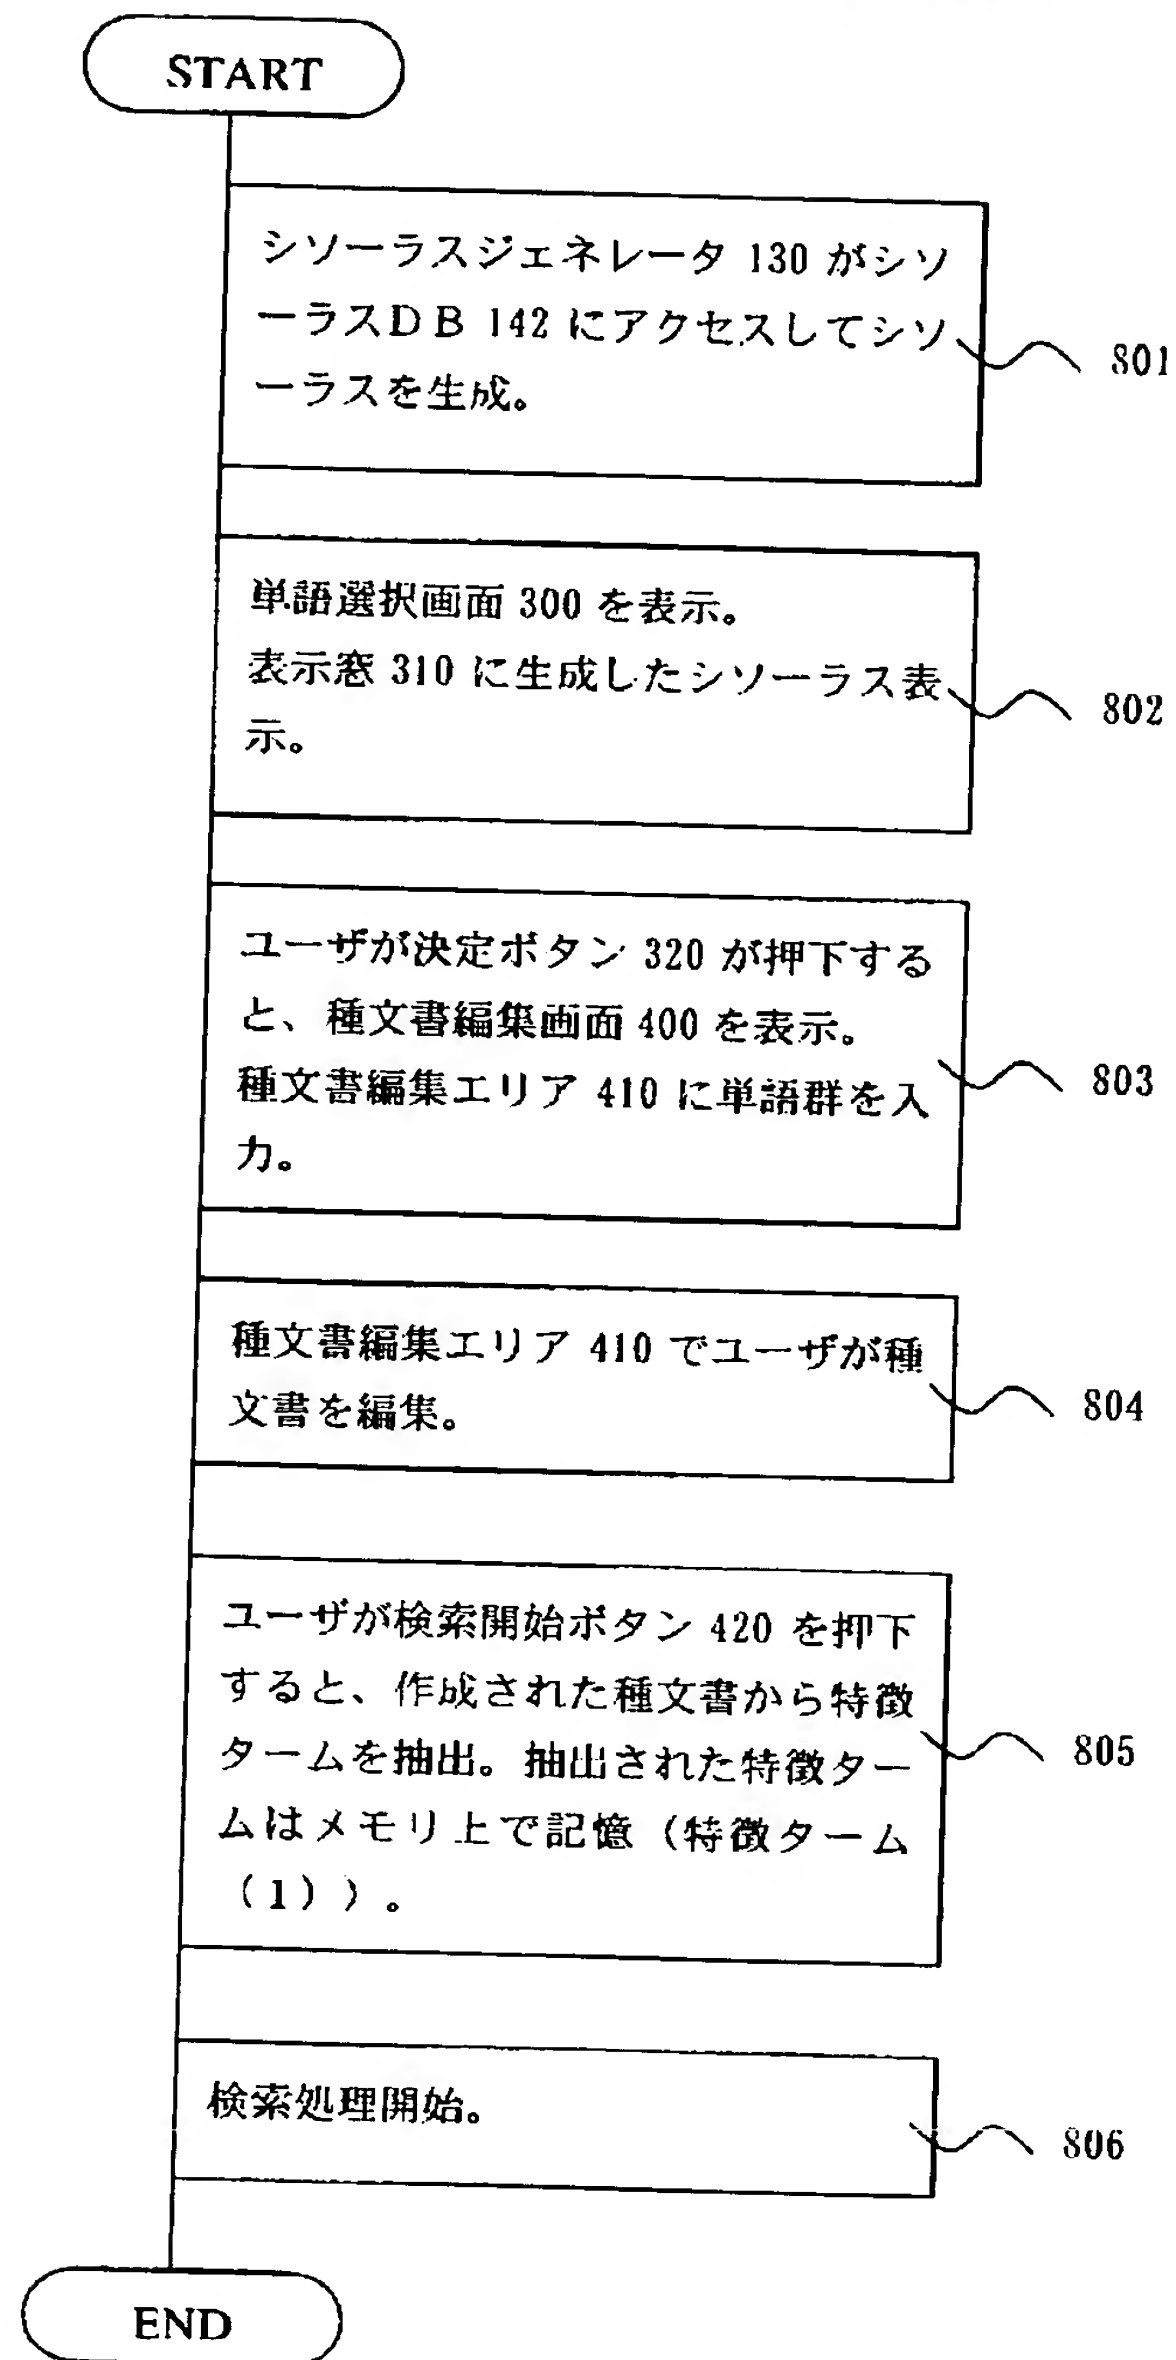 START
シソーラスジェネレータ 130 がシソ
ーラスDB 142 にアクセスしてシソ
ーラスを生成。
801
単語選択画面 300 を表示。
表示窓 310 に生成したシソーラス表
示。
802
ユーザが決定ボタン 320 が押下する
と、種文書編集画面 400 を表示。
種文書編集エリア 410 に単語群を入
力。
803
種文書編集エリア 410 でユーザが種
文書を編集。
804
ユーザが検索開始ボタン 420 を押下
すると、作成された種文書から特徴
タームを抽出。抽出された特徴ター
ムはメモリ上で記憶（特徴ターム
（1））。
805
検索処理開始。
806
END